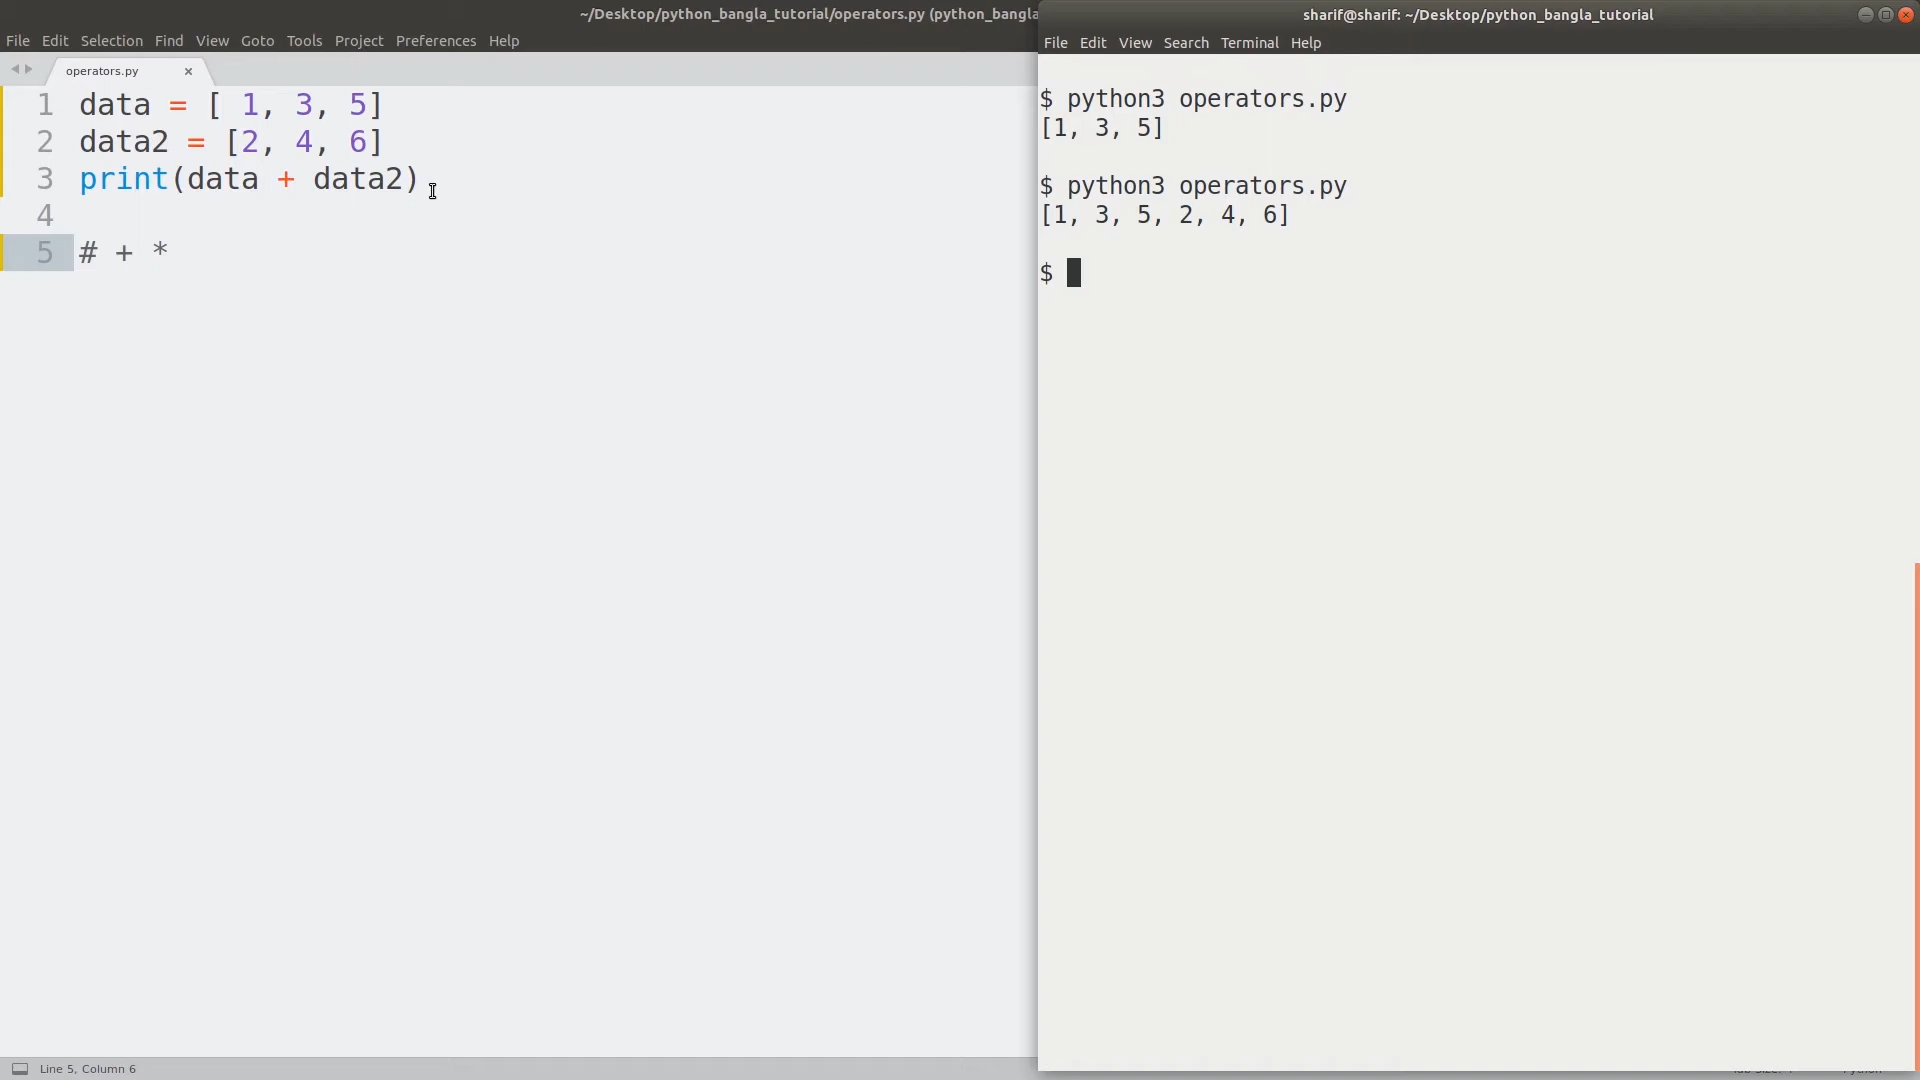 ~/Desktop/python_bangla_tutorial/operators.py (python_bangla
File Edit Selection Find View Goto Tools Project Preferences Help
operators.py
1 data = [ 1, 3, 5]
2 data2 = [2, 4, 6]
3 print(data + data2)
4
5 # + *
Line 5, Column 6
sharif@sharif: ~/Desktop/python_bangla_tutorial
File Edit View Search Terminal Help
$ python3 operators.py
[1, 3, 5]
$ python3 operators.py
[1, 3, 5, 2, 4, 6]
$